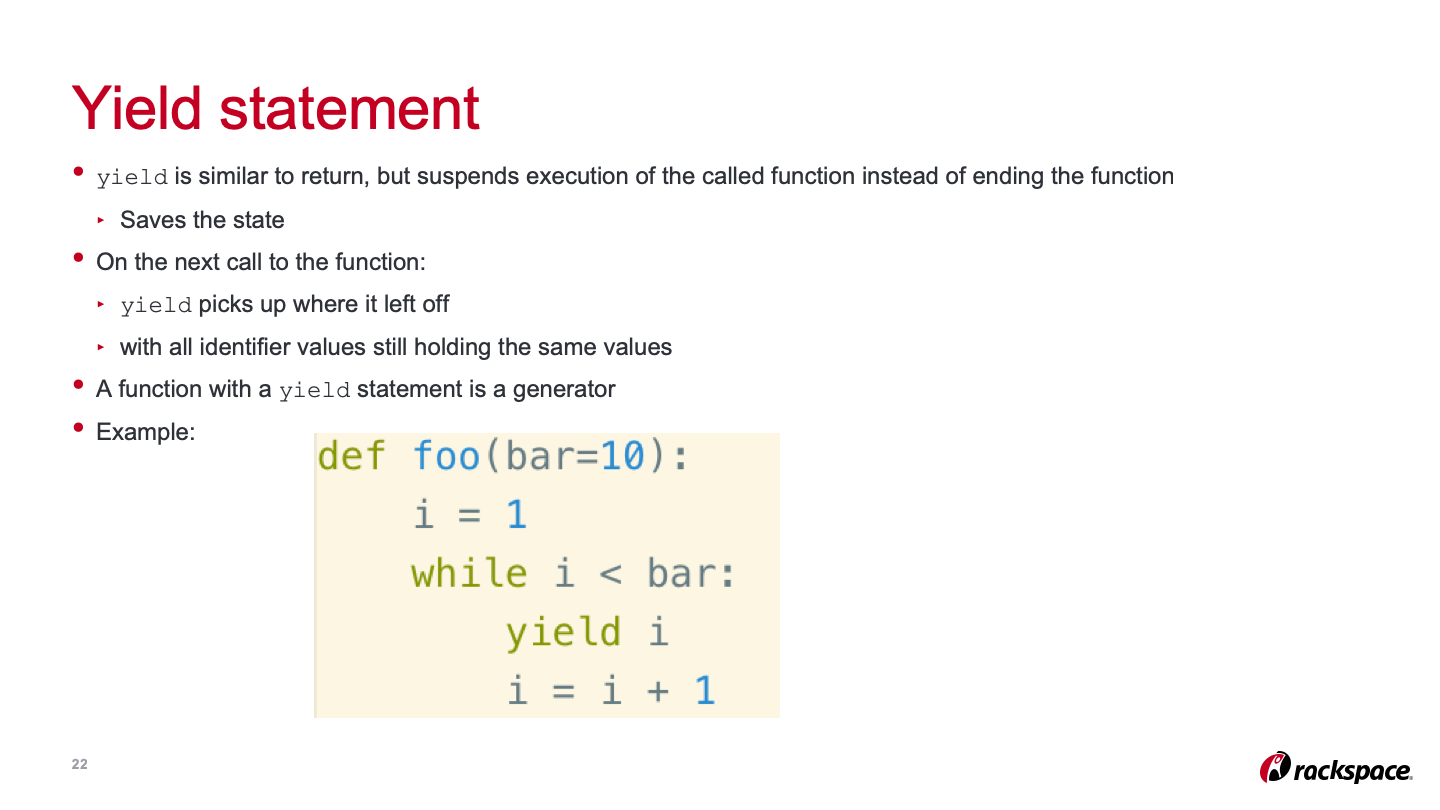 Yield statement
• yield is similar to return, but suspends execution of the called function instead of ending the function
‣ Saves the state
• On the next call to the function:
‣ yield picks up where it left off
‣ with all identifier values still holding the same values
• A function with a yield statement is a generator
• Example:
def foo(bar=10):
    i = 1
    while i < bar:
        yield i
        i = i + 1
22
rackspace.